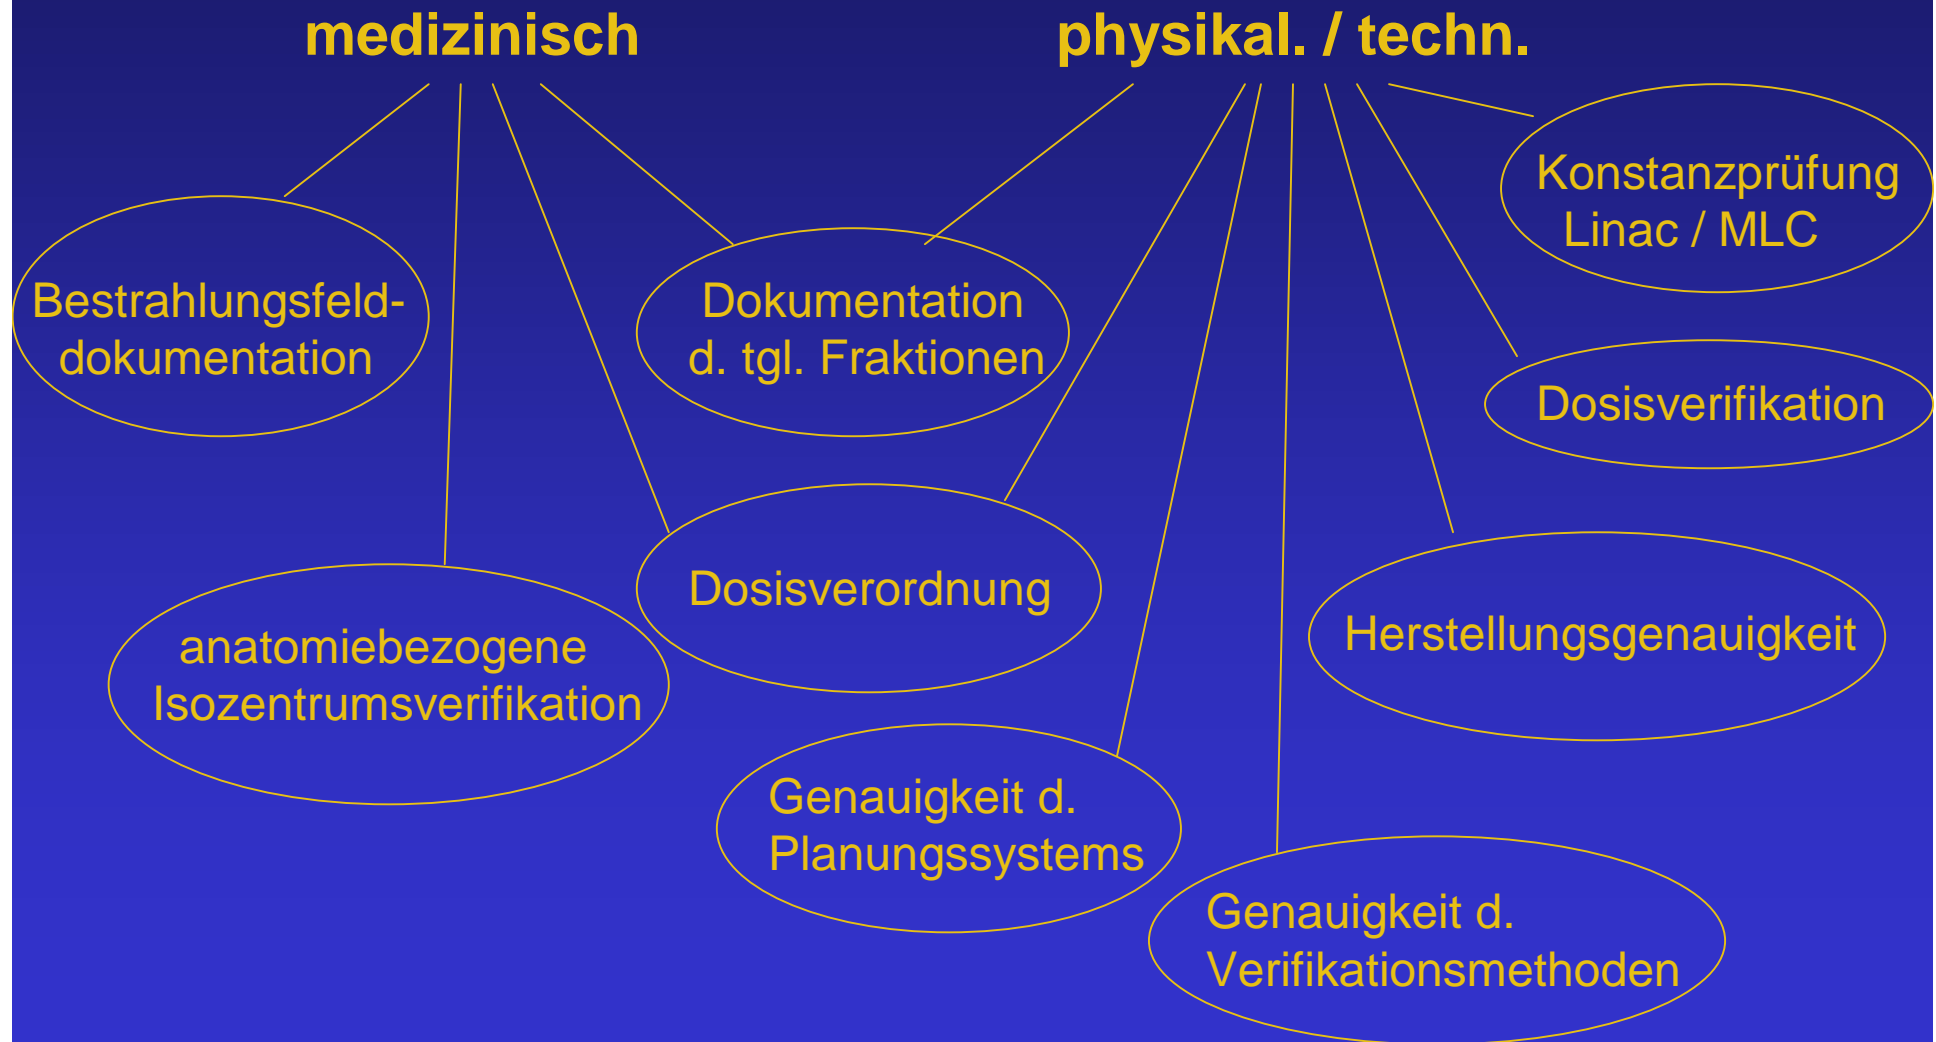 medizinisch
physikal. / techn.
Konstanzprüfung
Linac / MLC
Bestrahlungsfeld-
dokumentation
Dokumentation
d. tgl. Fraktionen
Dosisverifikation
Dosisverordnung
anatomiebezogene
Isozentrumsverifikation
Herstellungsgenauigkeit
Genauigkeit d.
Planungssystems
Genauigkeit d.
Verifikationsmethoden